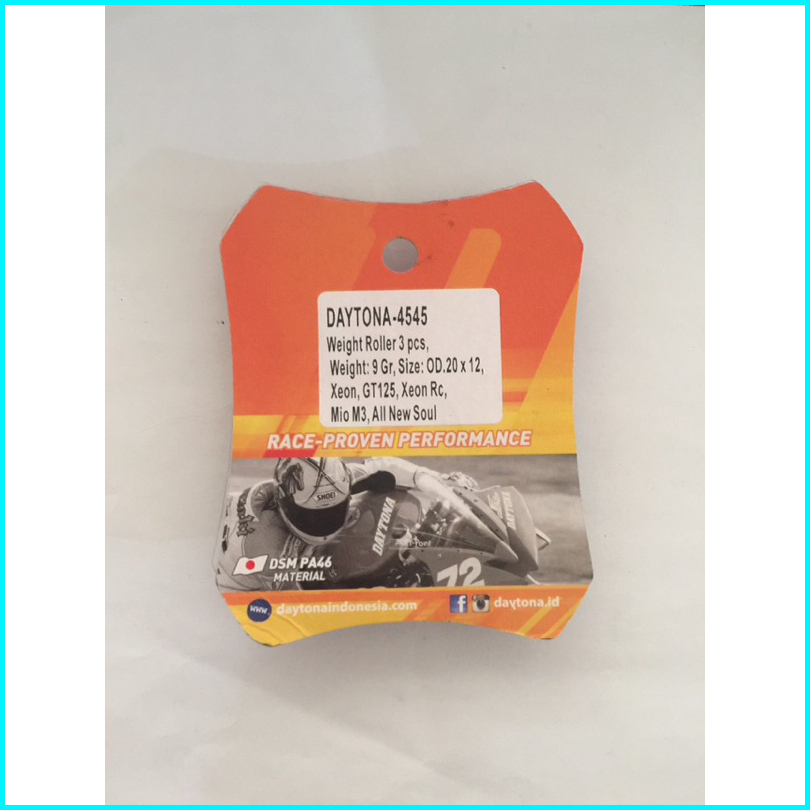 DAYTONA-4545
Weight Roller 3 pcs,
Weight: 9 Gr, Size: OD.20 x 12,
Xeon, GT125, Xeon Rc,
Mio M3, All New Soul
RACE-PROVEN PERFORMANCE
SHOEI
DAYTONA
DAYTONA
72
DSM PA46
MATERIAL
www. daytonaindonesia.com
f daytona.id